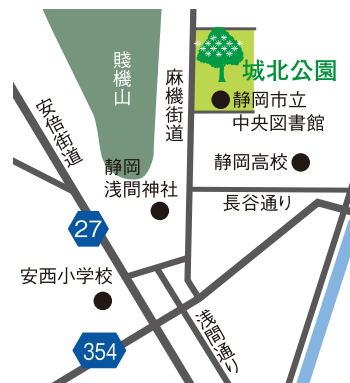 賤機山
麻機街道
城北公園
静岡市立
中央図書館
安倍街道
静岡
浅間神社
静岡高校
長谷通り
27
安西小学校
浅間通り
354